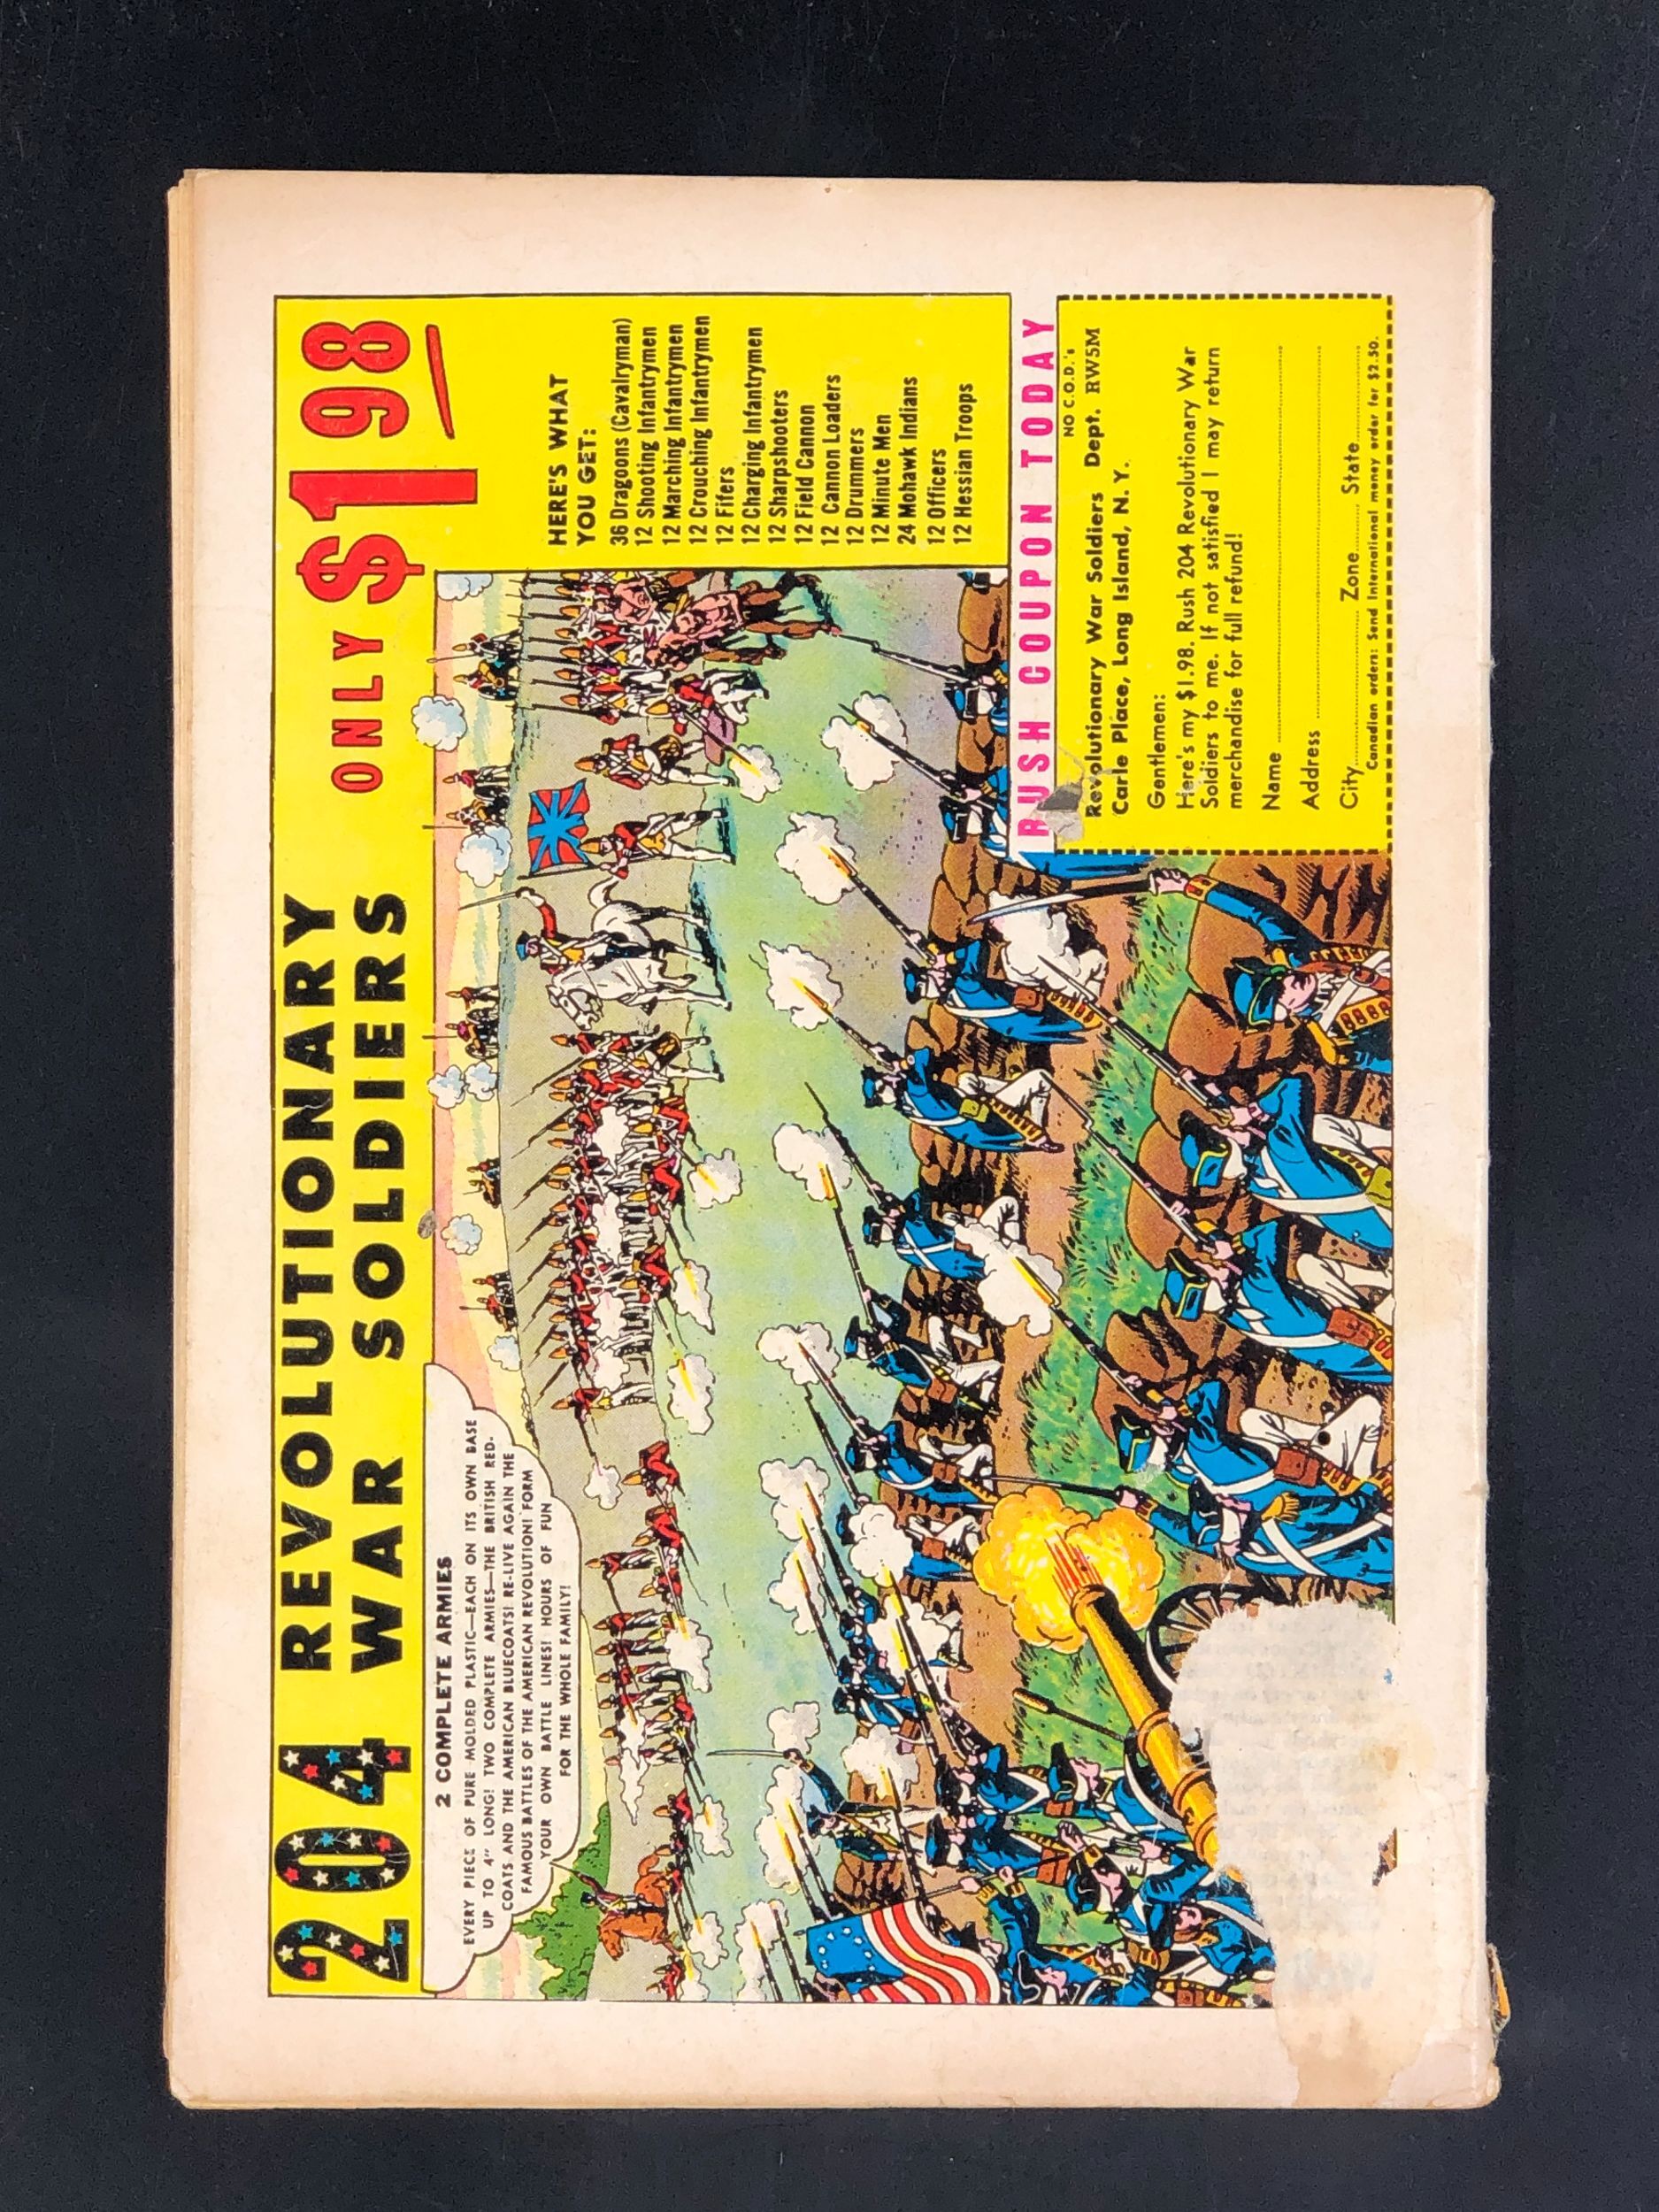 204 REVOLUTIONARY
WAR SOLDIERS
ONLY $1 98
2 COMPLETE ARMIES
EVERY PIECE OF PURE MOLDED PLASTIC—EACH ON ITS OWN BASE
UP TO 4" LONG! TWO COMPLETE ARMIES—THE BRITISH RED-
COATS AND THE AMERICAN BLUECOATS! RE-LIVE AGAIN THE
FAMOUS BATTLES OF THE AMERICAN REVOLUTION! FORM
YOUR OWN BATTLE LINES! HOURS OF FUN
FOR THE WHOLE FAMILY!
HERE'S WHAT
YOU GET:
36 Dragoons (Cavalryman)
12 Shooting Infantrymen
12 Marching Infantrymen
12 Crouching Infantrymen
12 Fifers
12 Charging Infantrymen
12 Sharpshooters
12 Field Cannon
12 Cannon Loaders
12 Drummers
12 Minute Men
24 Mohawk Indians
12 Officers
12 Hessian Troops
RUSH COUPON TODAY
NO C.O.D.'s
Revolutionary War Soldiers Dept. RW5M
Carle Place, Long Island, N. Y.
Gentlemen:
Here's my $1.98. Rush 204 Revolutionary War
Soldiers to me. If not satisfied I may return
merchandise for full refund!
Name
Address
City Zone State
Canadian orders: Send International money order for $2.50.